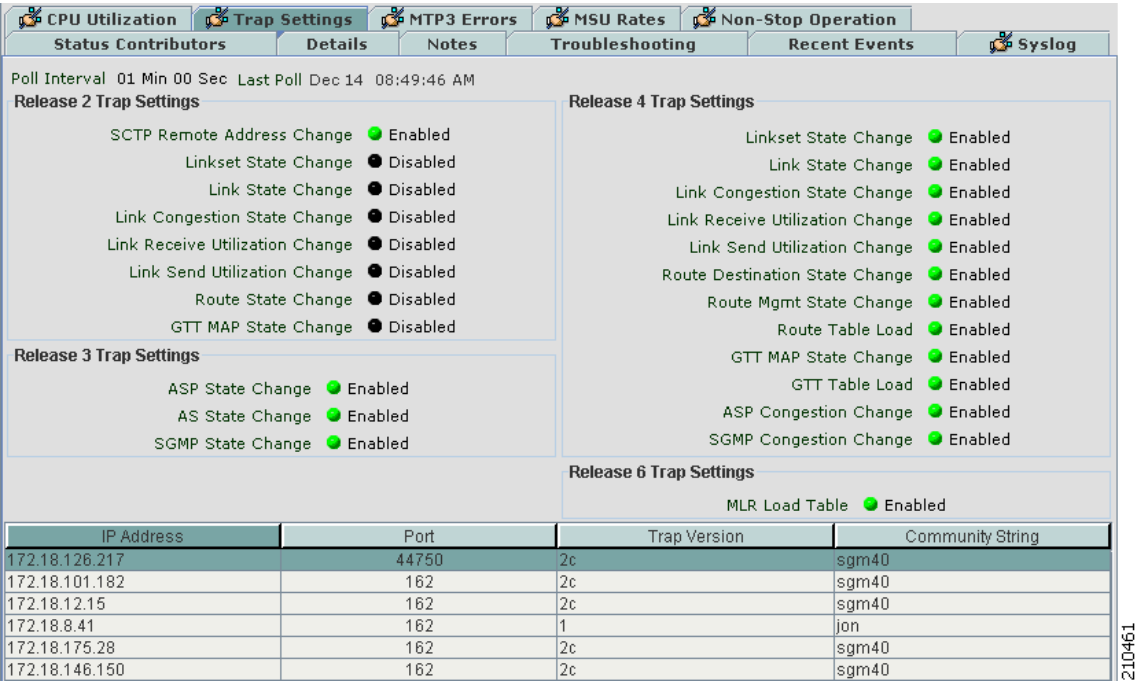 CPU Utilization Trap Settings MTP3 Errors MSU Rates Non-Stop Operation
Status Contributors Details Notes Troubleshooting Recent Events Syslog
Poll Interval 01 Min 00 Sec Last Poll Dec 14 08:49:46 AM
Release 2 Trap Settings
SCTP Remote Address Change Enabled
Linkset State Change Disabled
Link State Change Disabled
Link Congestion State Change Disabled
Link Receive Utilization Change Disabled
Link Send Utilization Change Disabled
Route State Change Disabled
GTT MAP State Change Disabled
Release 3 Trap Settings
ASP State Change Enabled
AS State Change Enabled
SGMP State Change Enabled
Release 4 Trap Settings
Linkset State Change Enabled
Link State Change Enabled
Link Congestion State Change Enabled
Link Receive Utilization Change Enabled
Link Send Utilization Change Enabled
Route Destination State Change Enabled
Route Mgmt State Change Enabled
Route Table Load Enabled
GTT MAP State Change Enabled
GTT Table Load Enabled
ASP Congestion Change Enabled
SGMP Congestion Change Enabled
Release 6 Trap Settings
MLR Load Table Enabled
IP Address Port Trap Version Community String
172.18.126.217 44750 2c sgm40
172.18.101.182 162 2c sgm40
172.18.12.15 162 2c sgm40
172.18.8.41 162 1 jon
172.18.175.28 162 2c sgm40
172.18.146.150 162 2c sgm40
210461